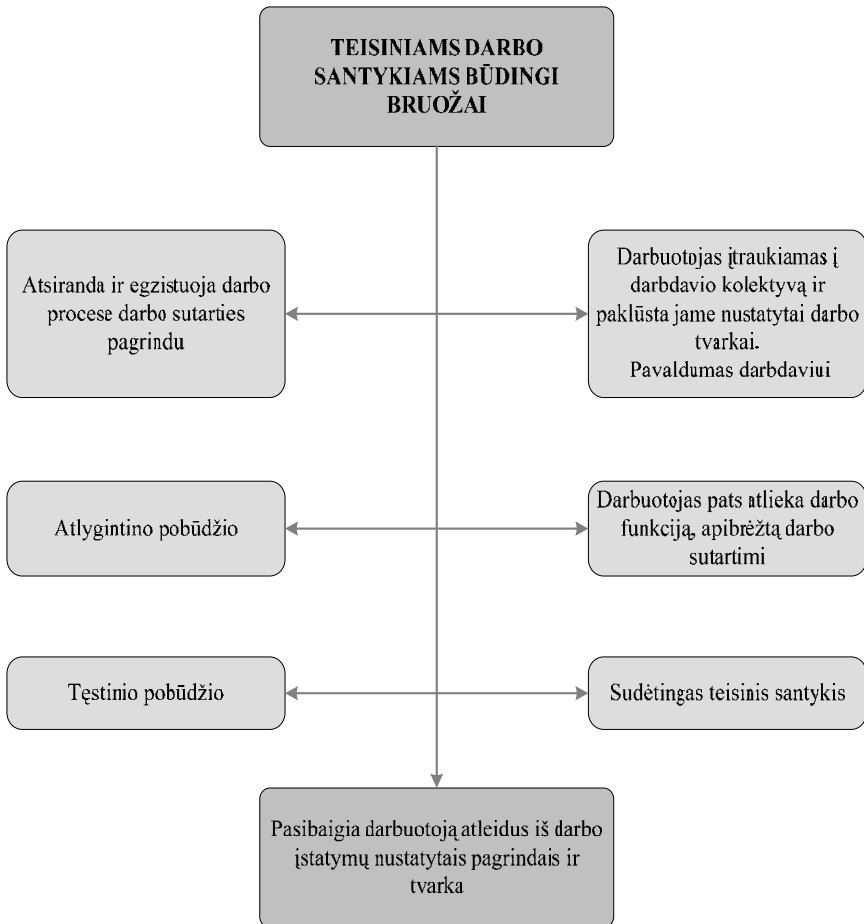 TEISINIAMS DARBO
SANTYKIAMS BŪDINGI
BRUOŽAI
Atsiranda ir egzistuoja darbo
procese darbo sutarties
pagrindu
Darbuotojas įtraukiamas į
darbdavio kolektyvą ir
paklūsta jame nustatytai darbo
tvarkai.
Pavaldumas darbdaviui
Atlygintino pobūdžio
Darbuotojas pats atlieka darbo
funkciją, apibrėžtą darbo
sutartimi
Tęstinio pobūdžio
Sudėtingas teisinis santykis
Pasibaigia darbuotoją atleidus iš darbo
įstatymų nustatytais pagrindais ir
tvarka